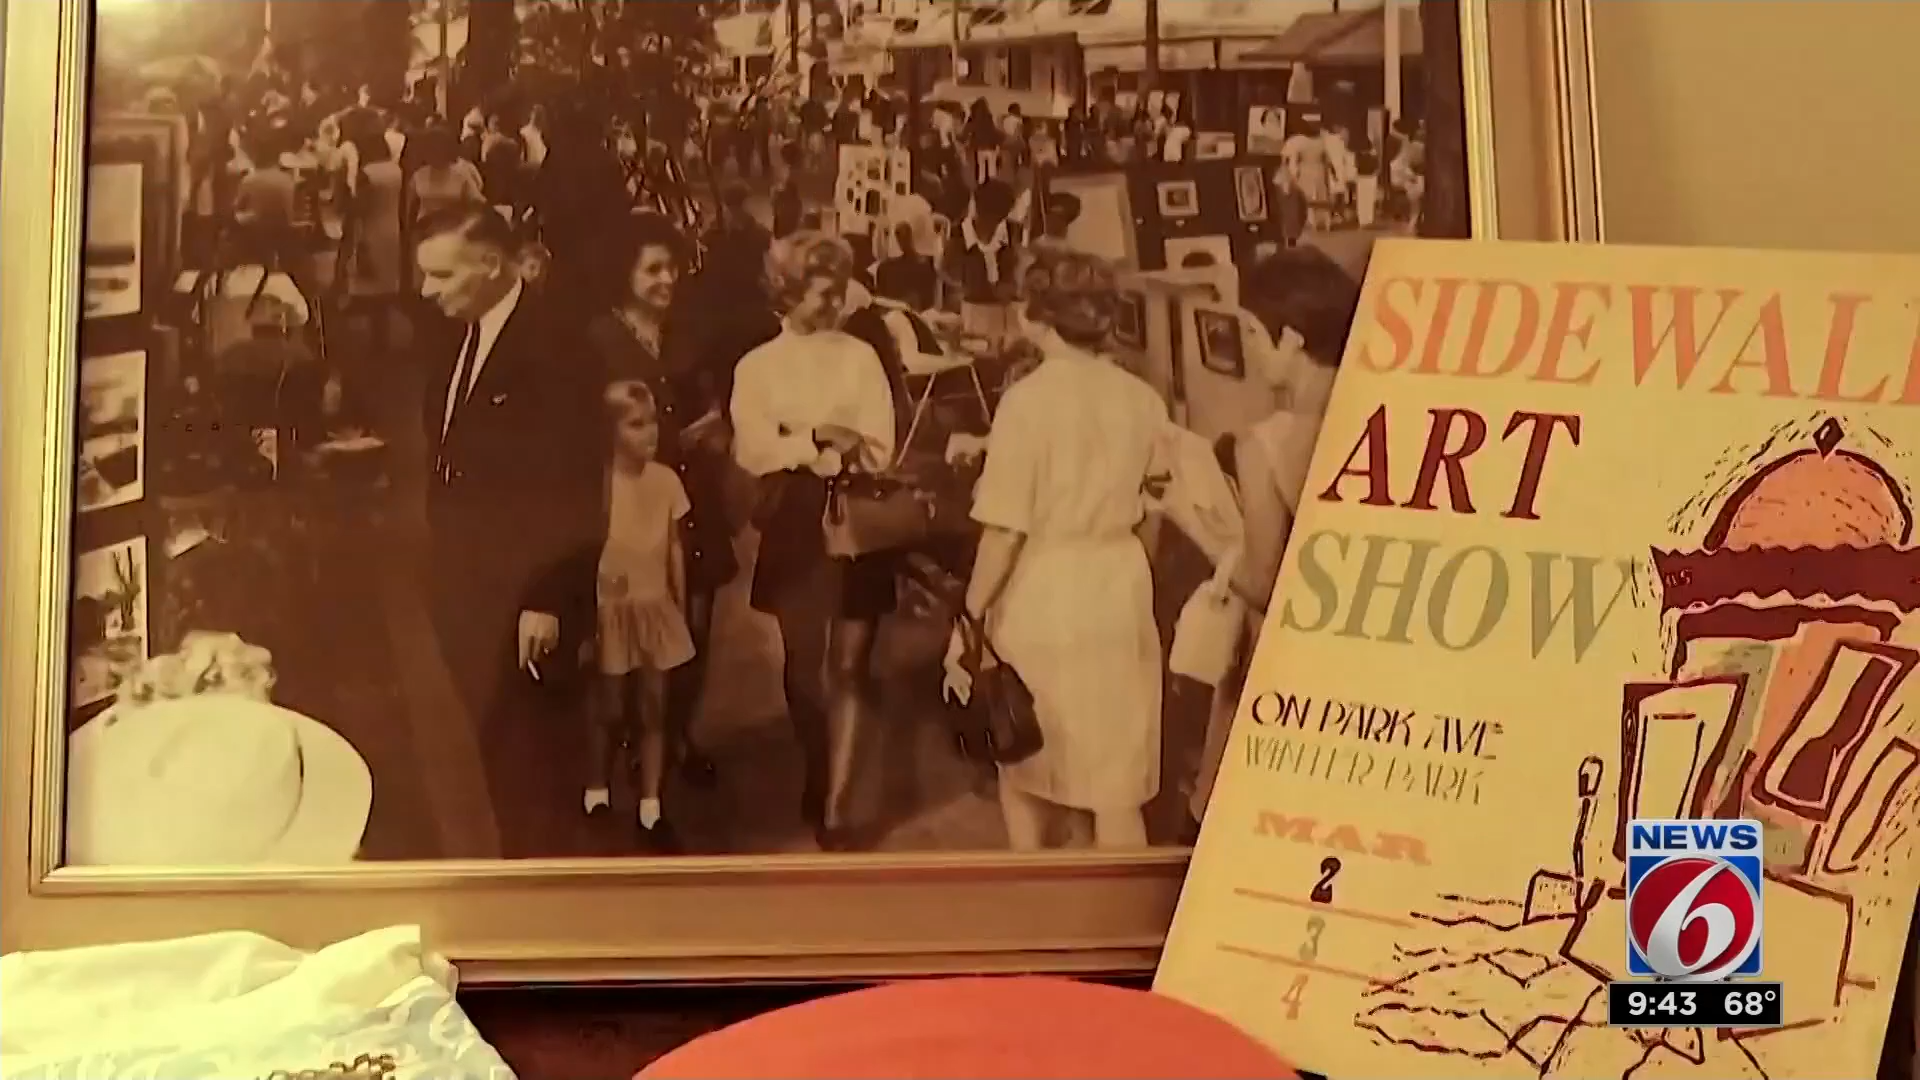 SIDEWAL
ART
SHOW
ON PARK AVE
WINTER PARK
MAR
2
3
4
NEWS
6
9:43 68°